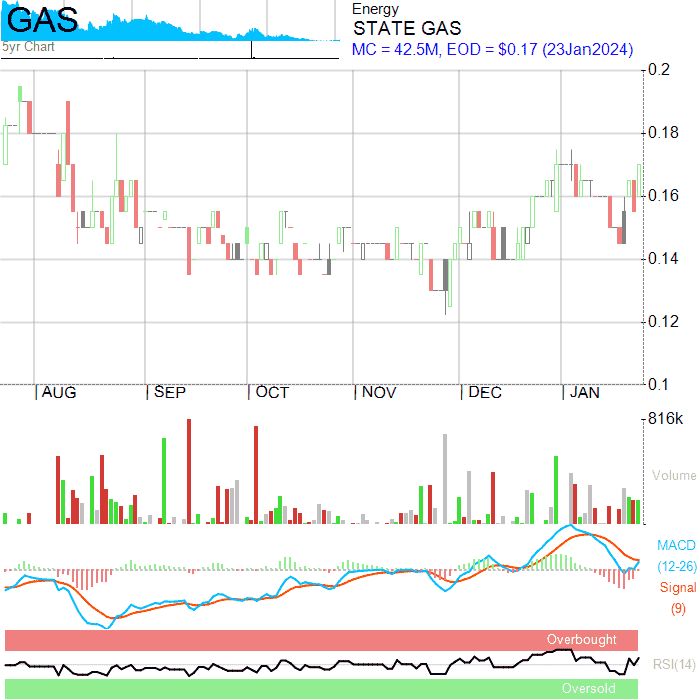 GAS
5yr Chart
Energy
STATE GAS
MC = 42.5M, EOD = $0.17 (23Jan2024)
0.2
0.18
0.16
0.14
0.12
0.1
AUG SEP OCT NOV DEC JAN
816k
Volume
MACD
(12-26)
Signal
(9)
Overbought
RSI(14)
Oversold